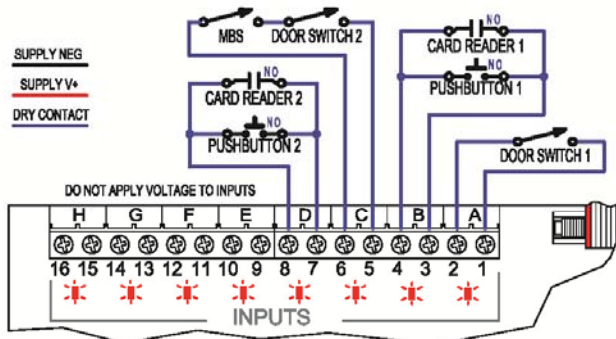 MBS DOOR SWITCH 2
NO
CARD READER 1
NO
PUSHBUTTON 1
SUPPLY NEG
SUPPLY V+
DRY CONTACT
NO
CARD READER 2
NO
PUSHBUTTON 2
DOOR SWITCH 1
DO NOT APPLY VOLTAGE TO INPUTS
H G F E D C B A
16 15 14 13 12 11 10 9 8 7 6 5 4 3 2 1
INPUTS